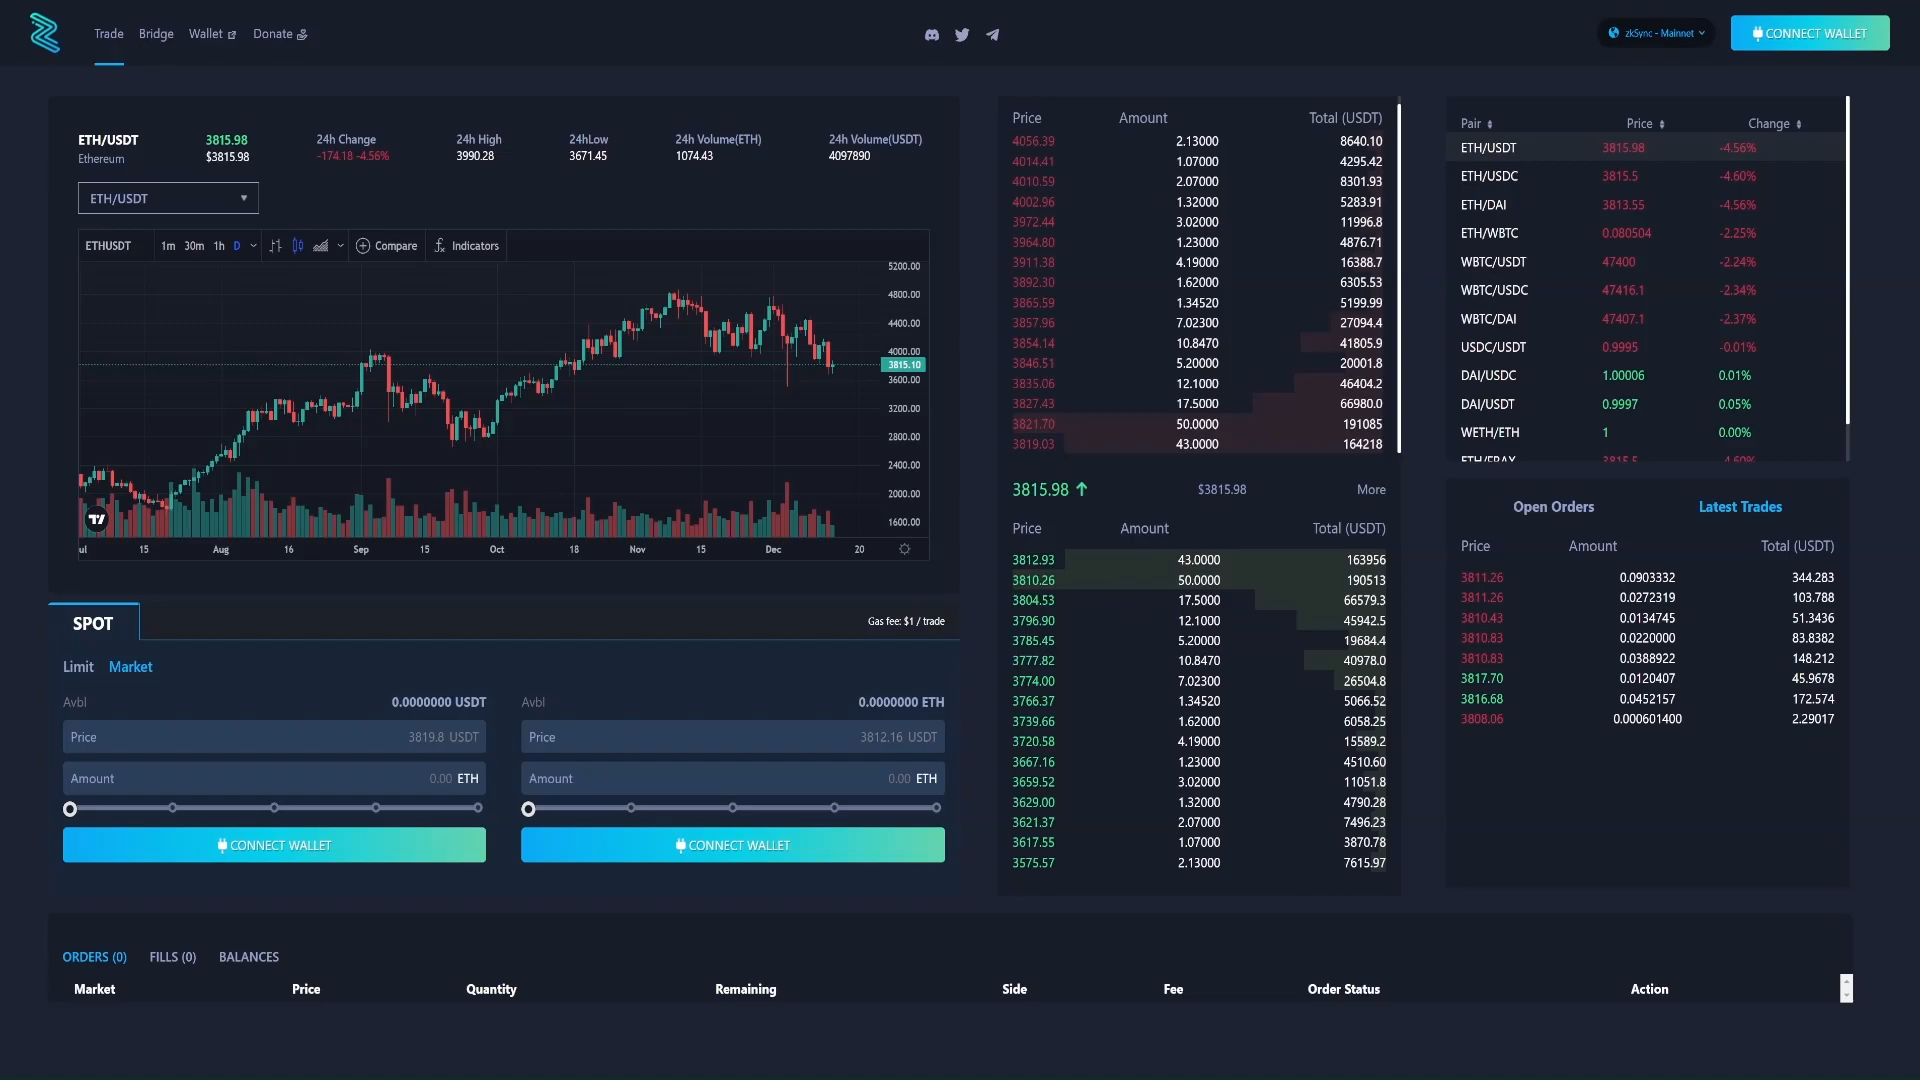 Trade Bridge Wallet Donate
zkSync - Mainnet
CONNECT WALLET
ETH/USDT 3815.98 24h Change 24h High 24hLow 24h Volume(ETH) 24h Volume(USDT)
Ethereum $3815.98 -174.18 -4.56% 3990.28 3671.45 1074.43 4097890
ETH/USDT
ETHUSDT 1m 30m 1h D Compare Indicators
5200.00
4800.00
4400.00
4000.00
3815.10
3600.00
3200.00
2800.00
2400.00
2000.00
1600.00
ul 15 Aug 16 Sep 15 Oct 18 Nov 15 Dec 20
SPOT
Gas fee: $1 / trade
Limit Market
Avbl 0.0000000 USDT
Price 3819.8 USDT
Amount 0.00 ETH
CONNECT WALLET
Avbl 0.0000000 ETH
Price 3812.16 USDT
Amount 0.00 ETH
CONNECT WALLET
Price Amount Total (USDT)
4056.39 2.13000 8640.10
4014.41 1.07000 4295.42
4010.59 2.07000 8301.93
4002.96 1.32000 5283.91
3972.44 3.02000 11996.8
3964.80 1.23000 4876.71
3911.38 4.19000 16388.7
3892.30 1.62000 6305.53
3865.59 1.34520 5199.99
3857.96 7.02300 27094.4
3854.14 10.8470 41805.9
3846.51 5.20000 20001.8
3835.06 12.1000 46404.2
3827.43 17.5000 66980.0
3821.70 50.0000 191085
3819.03 43.0000 164218
3815.98 $3815.98 More
Price Amount Total (USDT)
3812.93 43.0000 163956
3810.26 50.0000 190513
3804.53 17.5000 66579.3
3796.90 12.1000 45942.5
3785.45 5.20000 19684.4
3777.82 10.8470 40978.0
3774.00 7.02300 26504.8
3766.37 1.34520 5066.52
3739.66 1.62000 6058.25
3720.58 4.19000 15589.2
3667.16 1.23000 4510.60
3659.52 3.02000 11051.8
3629.00 1.32000 4790.28
3621.37 2.07000 7496.23
3617.55 1.07000 3870.78
3575.57 2.13000 7615.97
Pair Price Change
ETH/USDT 3815.98 -4.56%
ETH/USDC 3815.5 -4.60%
ETH/DAI 3813.55 -4.56%
ETH/WBTC 0.080504 -2.25%
WBTC/USDT 47400 -2.24%
WBTC/USDC 47416.1 -2.34%
WBTC/DAI 47407.1 -2.37%
USDC/USDT 0.9995 -0.01%
DAI/USDC 1.00006 0.01%
DAI/USDT 0.9997 0.05%
WETH/ETH 1 0.00%
ETH/FRAX 3815.5 -4.60%
Open Orders Latest Trades
Price Amount Total (USDT)
3811.26 0.0903332 344.283
3811.26 0.0272319 103.788
3810.43 0.0134745 51.3436
3810.83 0.0220000 83.8382
3810.83 0.0388922 148.212
3817.70 0.0120407 45.9678
3816.68 0.0452157 172.574
3808.06 0.000601400 2.29017
ORDERS (0) FILLS (0) BALANCES
Market Price Quantity Remaining Side Fee Order Status Action